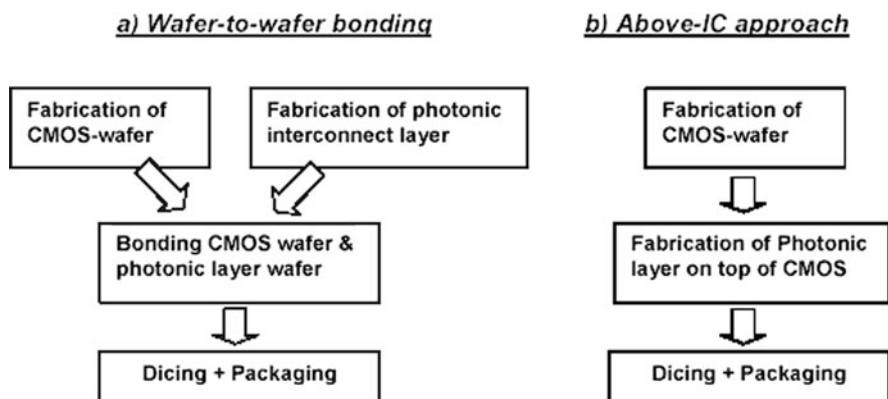 a) Wafer-to-wafer bonding
Fabrication of
CMOS-wafer
Fabrication of photonic
interconnect layer
Bonding CMOS wafer &
photonic layer wafer
Dicing + Packaging
b) Above-IC approach
Fabrication of
CMOS-wafer
Fabrication of Photonic
layer on top of CMOS
Dicing + Packaging